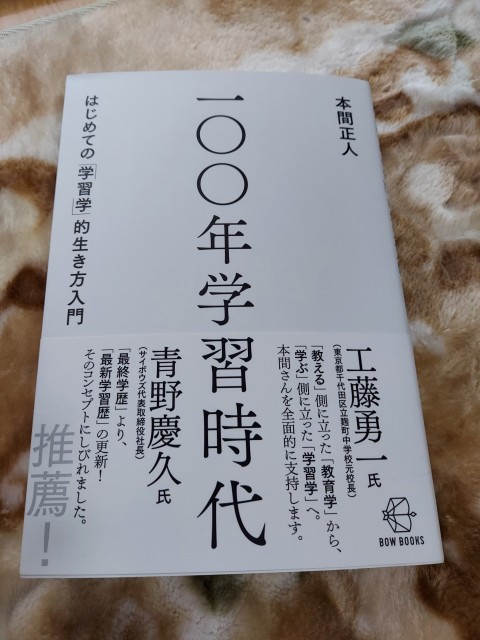 本間正人
一〇〇年学習時代
はじめての「学習学」的生き方入門
工藤勇一氏
（東京都千代田区立麹町中学校元校長）
「教える」側に立った「教育学」から、
「学ぶ」側に立った「学習学」へ。
本間さんを全面的に支持します。
青野慶久氏
（サイボウズ代表取締役社長）
「最終学歴」より、
「最新学習歴」の更新！
そのコンセプトにしびれました。
推薦！
BOW BOOKS